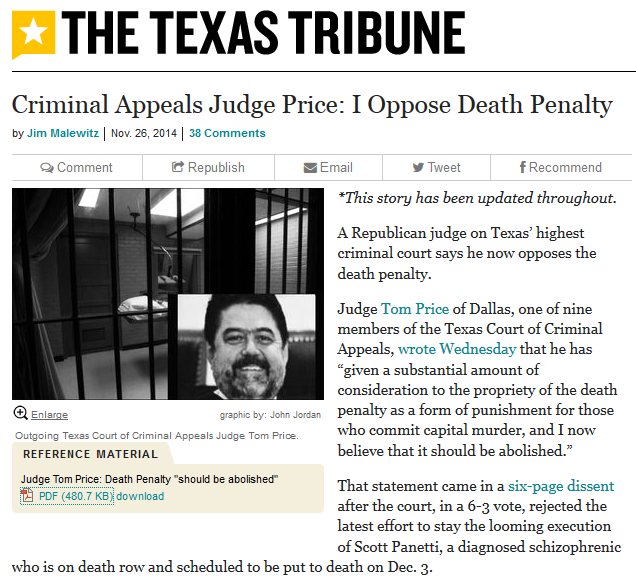 THE TEXAS TRIBUNE
Criminal Appeals Judge Price: I Oppose Death Penalty
by Jim Malewitz | Nov. 26, 2014 | 38 Comments
Comment
Republish
Email
Tweet
Recommend
Enlarge
graphic by: John Jordan
Outgoing Texas Court of Criminal Appeals Judge Tom Price.
REFERENCE MATERIAL
Judge Tom Price: Death Penalty "should be abolished"
PDF (480.7 KB) download
*This story has been updated throughout.
A Republican judge on Texas’ highest
criminal court says he now opposes the
death penalty.
Judge Tom Price of Dallas, one of nine
members of the Texas Court of Criminal
Appeals, wrote Wednesday that he has
“given a substantial amount of
consideration to the propriety of the death
penalty as a form of punishment for those
who commit capital murder, and I now
believe that it should be abolished.”
That statement came in a six-page dissent
after the court, in a 6-3 vote, rejected the
latest effort to stay the looming execution
of Scott Panetti, a diagnosed schizophrenic
who is on death row and scheduled to be put to death on Dec. 3.